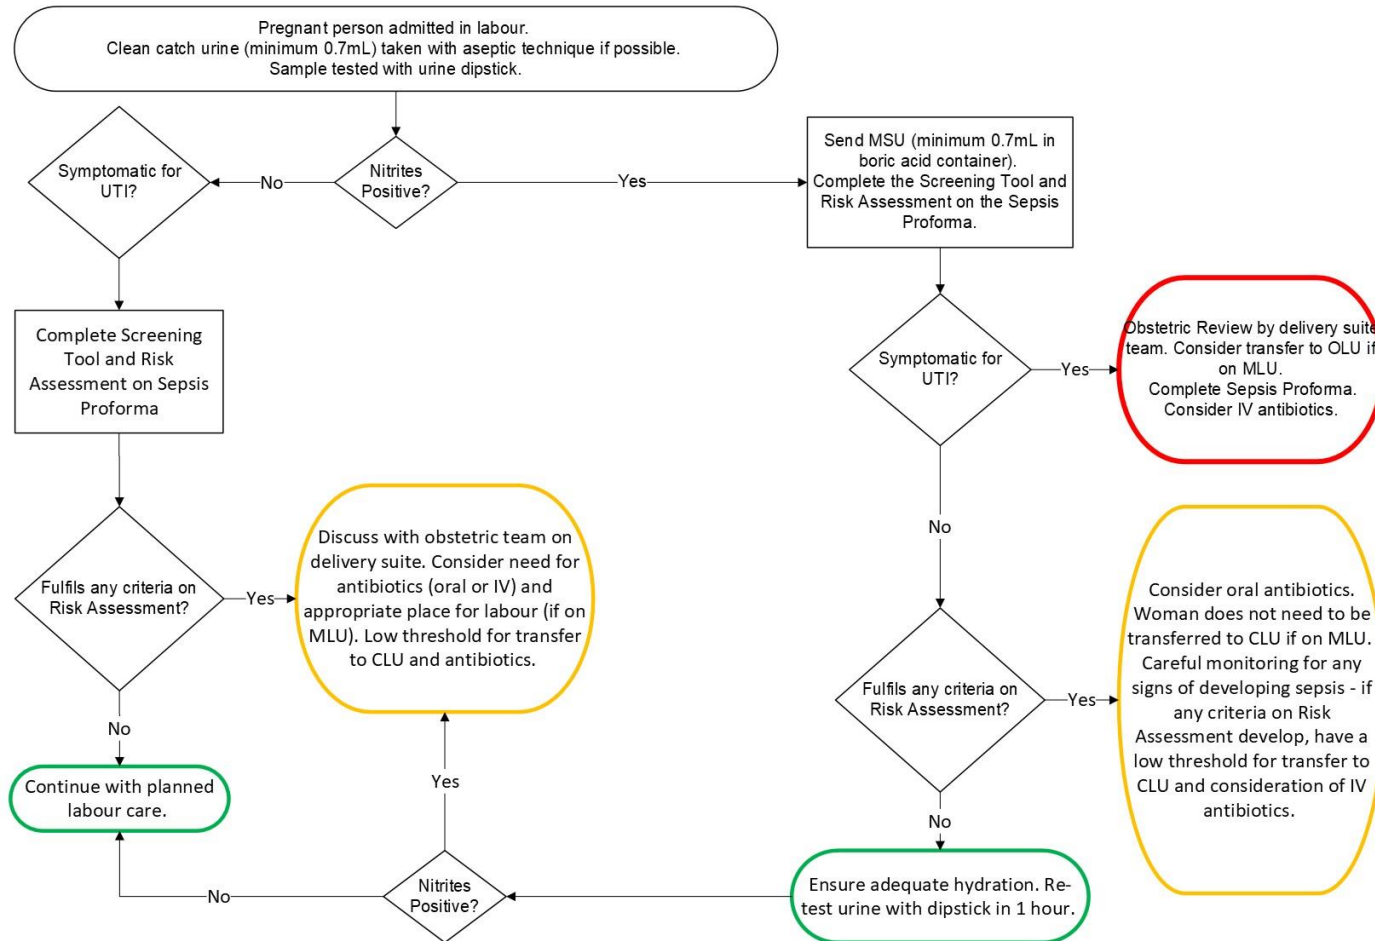 Pregnant person admitted in labour.
Clean catch urine (minimum 0.7mL) taken with aseptic technique if possible.
Sample tested with urine dipstick.
Nitrites
Positive?
No
Yes
Symptomatic for
UTI?
Complete Screening
Tool and Risk
Assessment on Sepsis
Proforma
Fulfils any criteria on
Risk Assessment?
Yes
No
Discuss with obstetric team on
delivery suite. Consider need for
antibiotics (oral or IV) and
appropriate place for labour (if on
MLU). Low threshold for transfer
to CLU and antibiotics.
Continue with planned
labour care.
Send MSU (minimum 0.7mL in
boric acid container).
Complete the Screening Tool and
Risk Assessment on the Sepsis
Proforma.
Symptomatic for
UTI?
Yes
No
Obstetric Review by delivery suite
team. Consider transfer to OLU if
on MLU.
Complete Sepsis Proforma.
Consider IV antibiotics.
Fulfils any criteria on
Risk Assessment?
Yes
No
Consider oral antibiotics.
Woman does not need to be
transferred to CLU if on MLU.
Careful monitoring for any
signs of developing sepsis - if
any criteria on Risk
Assessment develop, have a
low threshold for transfer to
CLU and consideration of IV
antibiotics.
Ensure adequate hydration. Re-
test urine with dipstick in 1 hour.
Nitrites
Positive?
Yes
No